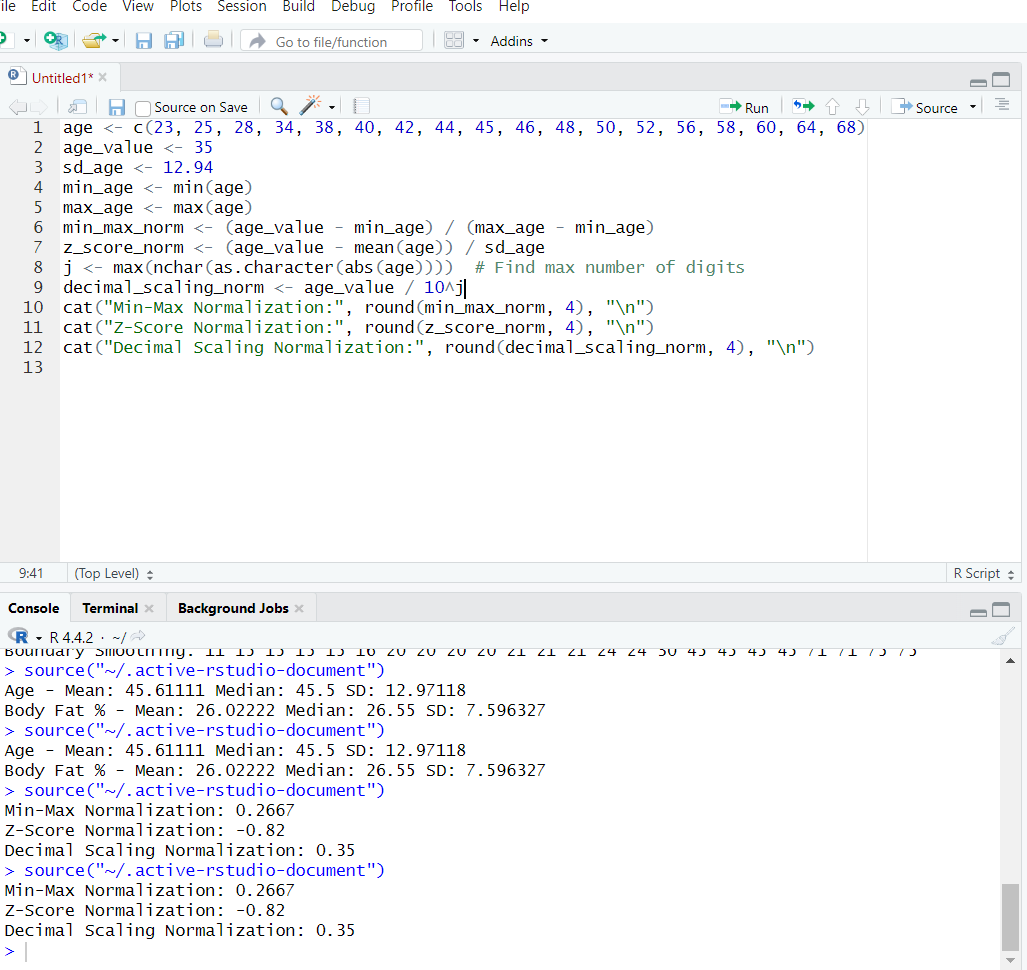 ile Edit Code View Plots Session Build Debug Profile Tools Help
Go to file/function Addins
Untitled1*
Source on Save Run Source
1 age <- c(23, 25, 28, 34, 38, 40, 42, 44, 45, 46, 48, 50, 52, 56, 58, 60, 64, 68)
2 age_value <- 35
3 sd_age <- 12.94
4 min_age <- min(age)
5 max_age <- max(age)
6 min_max_norm <- (age_value - min_age) / (max_age - min_age)
7 z_score_norm <- (age_value - mean(age)) / sd_age
8 j <- max(nchar(as.character(abs(age))))  # Find max number of digits
9 decimal_scaling_norm <- age_value / 10^j
10 cat("Min-Max Normalization:", round(min_max_norm, 4), "\n")
11 cat("Z-Score Normalization:", round(z_score_norm, 4), "\n")
12 cat("Decimal Scaling Normalization:", round(decimal_scaling_norm, 4), "\n")
13
9:41 (Top Level) R Script
Console Terminal Background Jobs
R 4.4.2 · ~/
Boundary Smoothing: 11 15 15 15 15 16 20 20 20 20 21 21 21 24 24 30 45 45 45 45 71 71 75 75
> source("~/.active-rstudio-document")
Age - Mean: 45.61111 Median: 45.5 SD: 12.97118
Body Fat % - Mean: 26.02222 Median: 26.55 SD: 7.596327
> source("~/.active-rstudio-document")
Age - Mean: 45.61111 Median: 45.5 SD: 12.97118
Body Fat % - Mean: 26.02222 Median: 26.55 SD: 7.596327
> source("~/.active-rstudio-document")
Min-Max Normalization: 0.2667
Z-Score Normalization: -0.82
Decimal Scaling Normalization: 0.35
> source("~/.active-rstudio-document")
Min-Max Normalization: 0.2667
Z-Score Normalization: -0.82
Decimal Scaling Normalization: 0.35
>